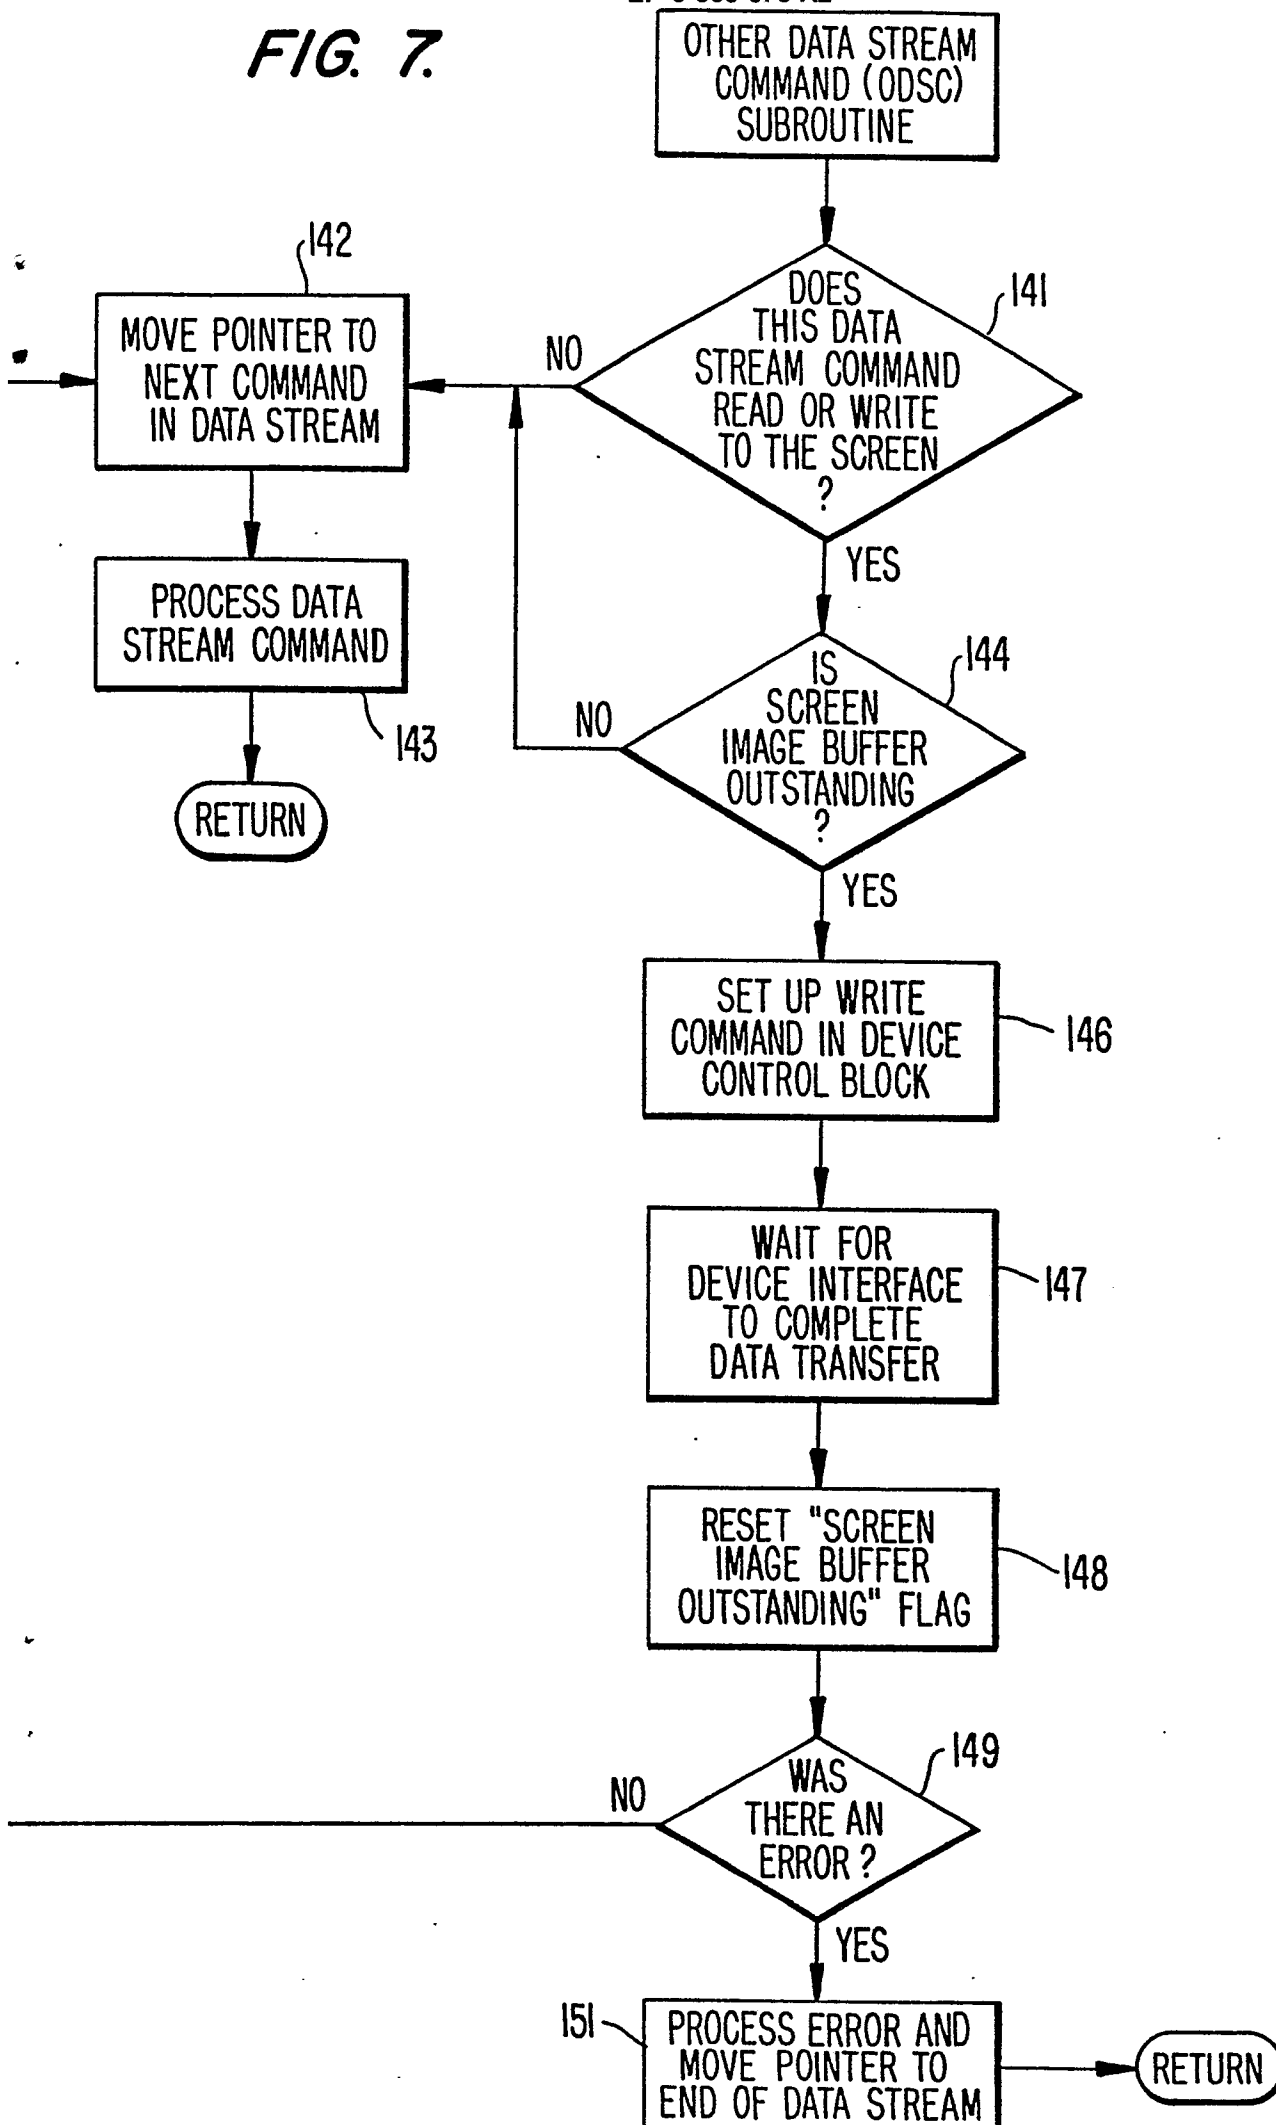 FIG. 7.
OTHER DATA STREAM
COMMAND (ODSC)
SUBROUTINE
142
141
MOVE POINTER TO
NEXT COMMAND
IN DATA STREAM
NO
DOES
THIS DATA
STREAM COMMAND
READ OR WRITE
TO THE SCREEN
?
YES
PROCESS DATA
STREAM COMMAND
143
RETURN
144
NO
IS
SCREEN
IMAGE BUFFER
OUTSTANDING
?
YES
SET UP WRITE
COMMAND IN DEVICE
CONTROL BLOCK
146
WAIT FOR
DEVICE INTERFACE
TO COMPLETE
DATA TRANSFER
147
RESET "SCREEN
IMAGE BUFFER
OUTSTANDING" FLAG
148
149
NO
WAS
THERE AN
ERROR ?
YES
151
PROCESS ERROR AND
MOVE POINTER TO
END OF DATA STREAM
RETURN